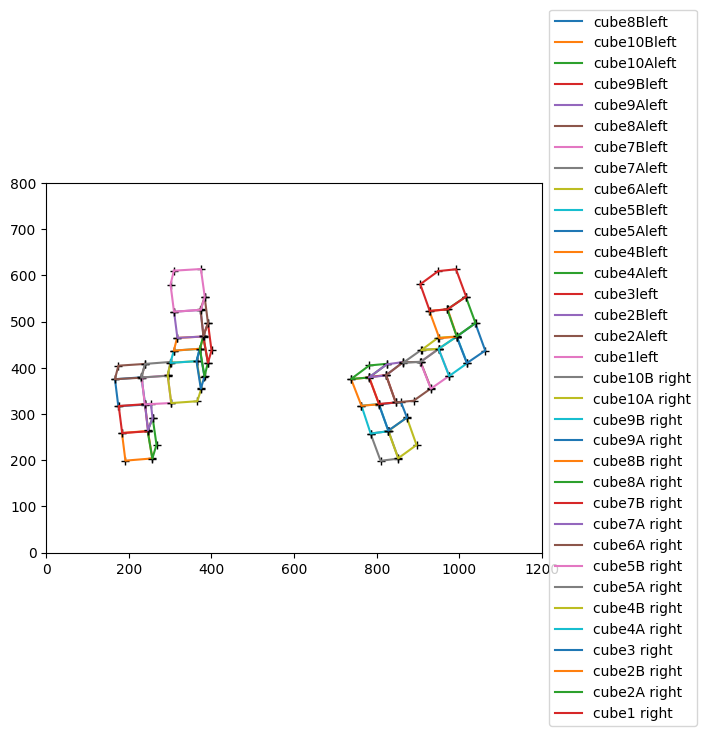 800
700
600
500
400
300
200
100
0
0 200 400 600 800 1000 1200
cube8Bleft
cube10Bleft
cube10Aleft
cube9Bleft
cube9Aleft
cube8Aleft
cube7Bleft
cube7Aleft
cube6Aleft
cube5Bleft
cube5Aleft
cube4Bleft
cube4Aleft
cube3left
cube2Bleft
cube2Aleft
cube1left
cube10B right
cube10A right
cube9B right
cube9A right
cube8B right
cube8A right
cube7B right
cube7A right
cube6A right
cube5B right
cube5A right
cube4B right
cube4A right
cube3 right
cube2B right
cube2A right
cube1 right